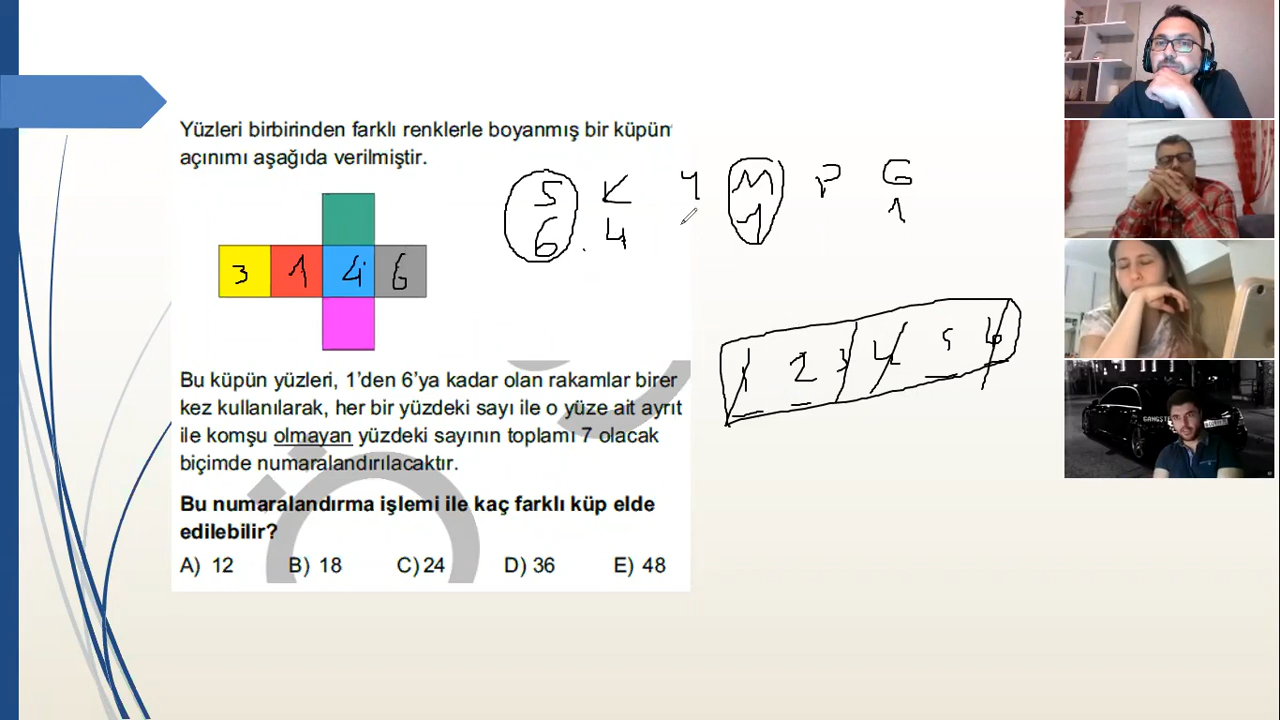 Yüzleri birbirinden farklı renklerle boyanmış bir küpün
açınımı aşağıda verilmiştir.
S K Y M P G
6 . 4 1 1
3 1 4 6
1 2 3 4 5 6
Bu küpün yüzleri, 1'den 6'ya kadar olan rakamlar birer
kez kullanılarak, her bir yüzdeki sayı ile o yüze ait ayrıt
ile komşu olmayan yüzdeki sayının toplamı 7 olacak
biçimde numaralandırılacaktır.
Bu numaralandırma işlemi ile kaç farklı küp elde
edilebilir?
A) 12 B) 18 C) 24 D) 36 E) 48